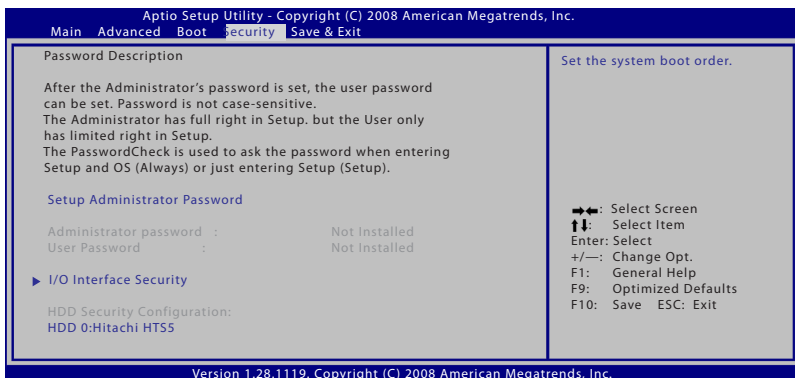 Aptio Setup Utility - Copyright (C) 2008 American Megatrends, Inc.
Main Advanced Boot Security Save & Exit
Password Description
After the Administrator's password is set, the user password
can be set. Password is not case-sensitive.
The Administrator has full right in Setup. but the User only
has limited right in Setup.
The PasswordCheck is used to ask the password when entering
Setup and OS (Always) or just entering Setup (Setup).
Setup Administrator Password
Administrator password : Not Installed
User Password : Not Installed
I/O Interface Security
HDD Security Configuration:
HDD 0:Hitachi HTS5
Set the system boot order.
➡⬅: Select Screen
⬆⬇: Select Item
Enter: Select
+/—: Change Opt.
F1: General Help
F9: Optimized Defaults
F10: Save ESC: Exit
Version 1.28.1119. Copyright (C) 2008 American Megatrends, Inc.